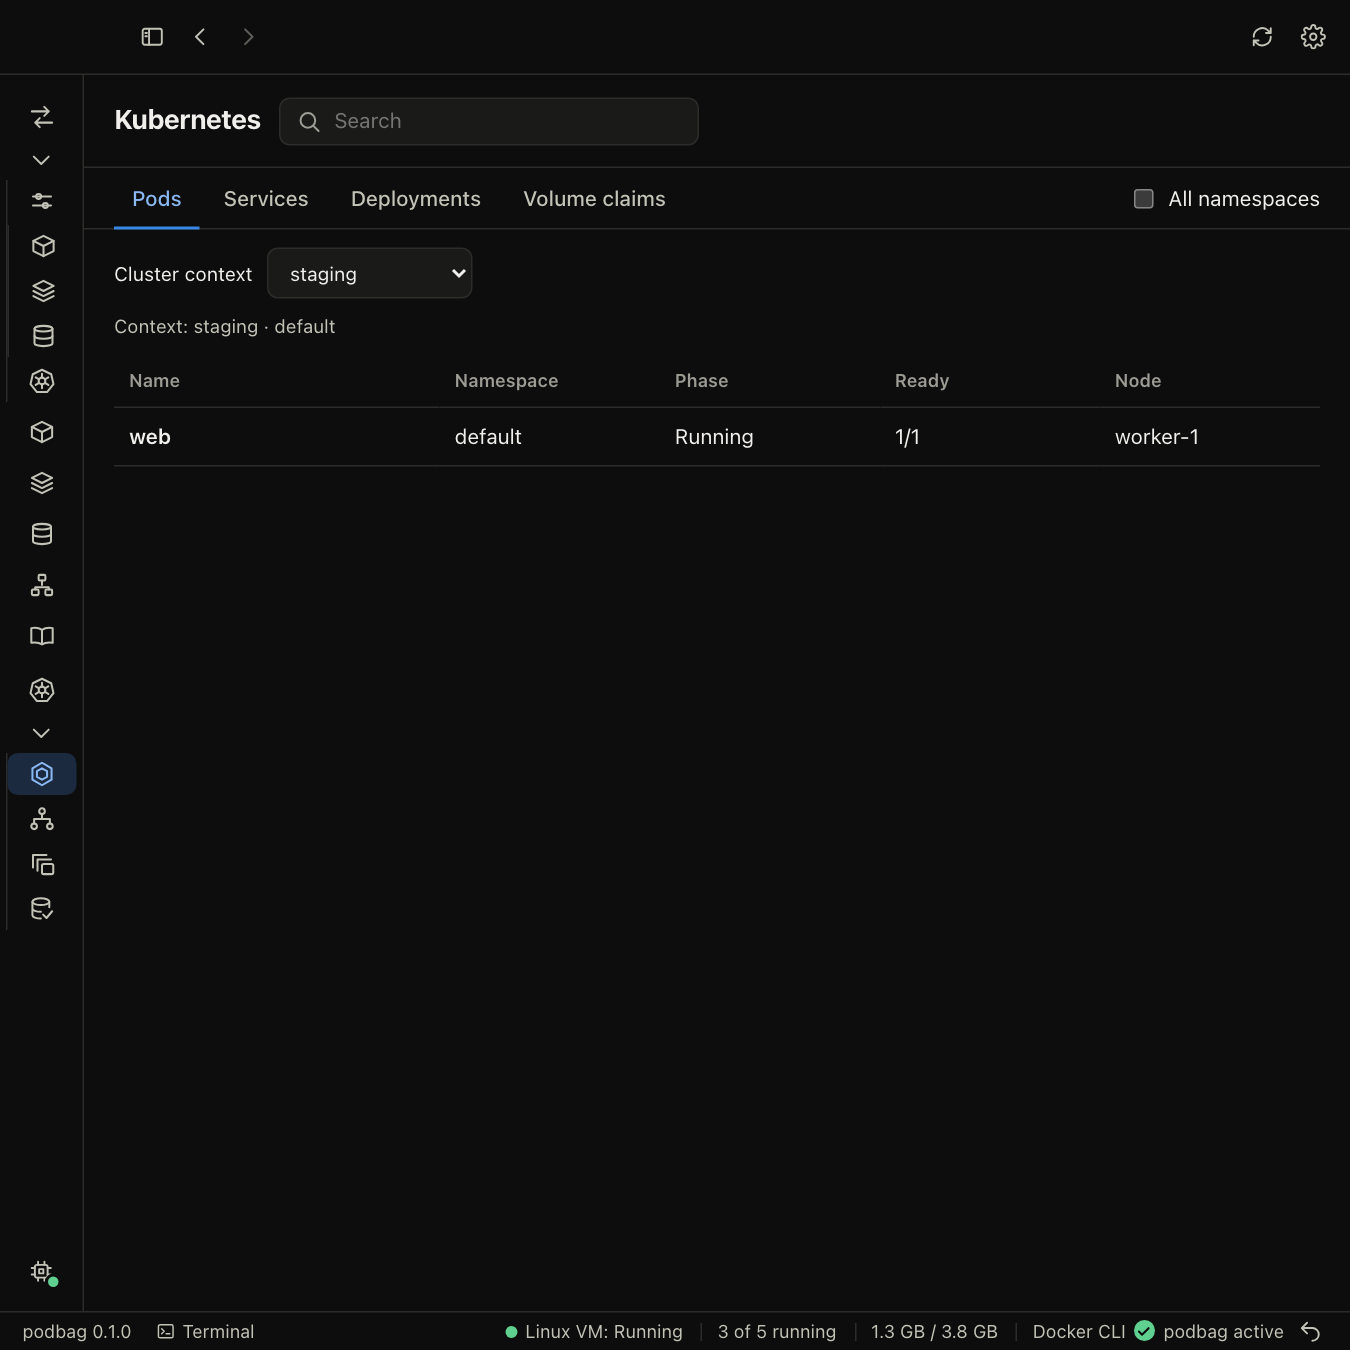 Kubernetes
Search
Pods Services Deployments Volume claims All namespaces
Cluster context staging
Context: staging · default
Name Namespace Phase Ready Node
web default Running 1/1 worker-1
podbag 0.1.0 Terminal Linux VM: Running 3 of 5 running 1.3 GB / 3.8 GB Docker CLI podbag active